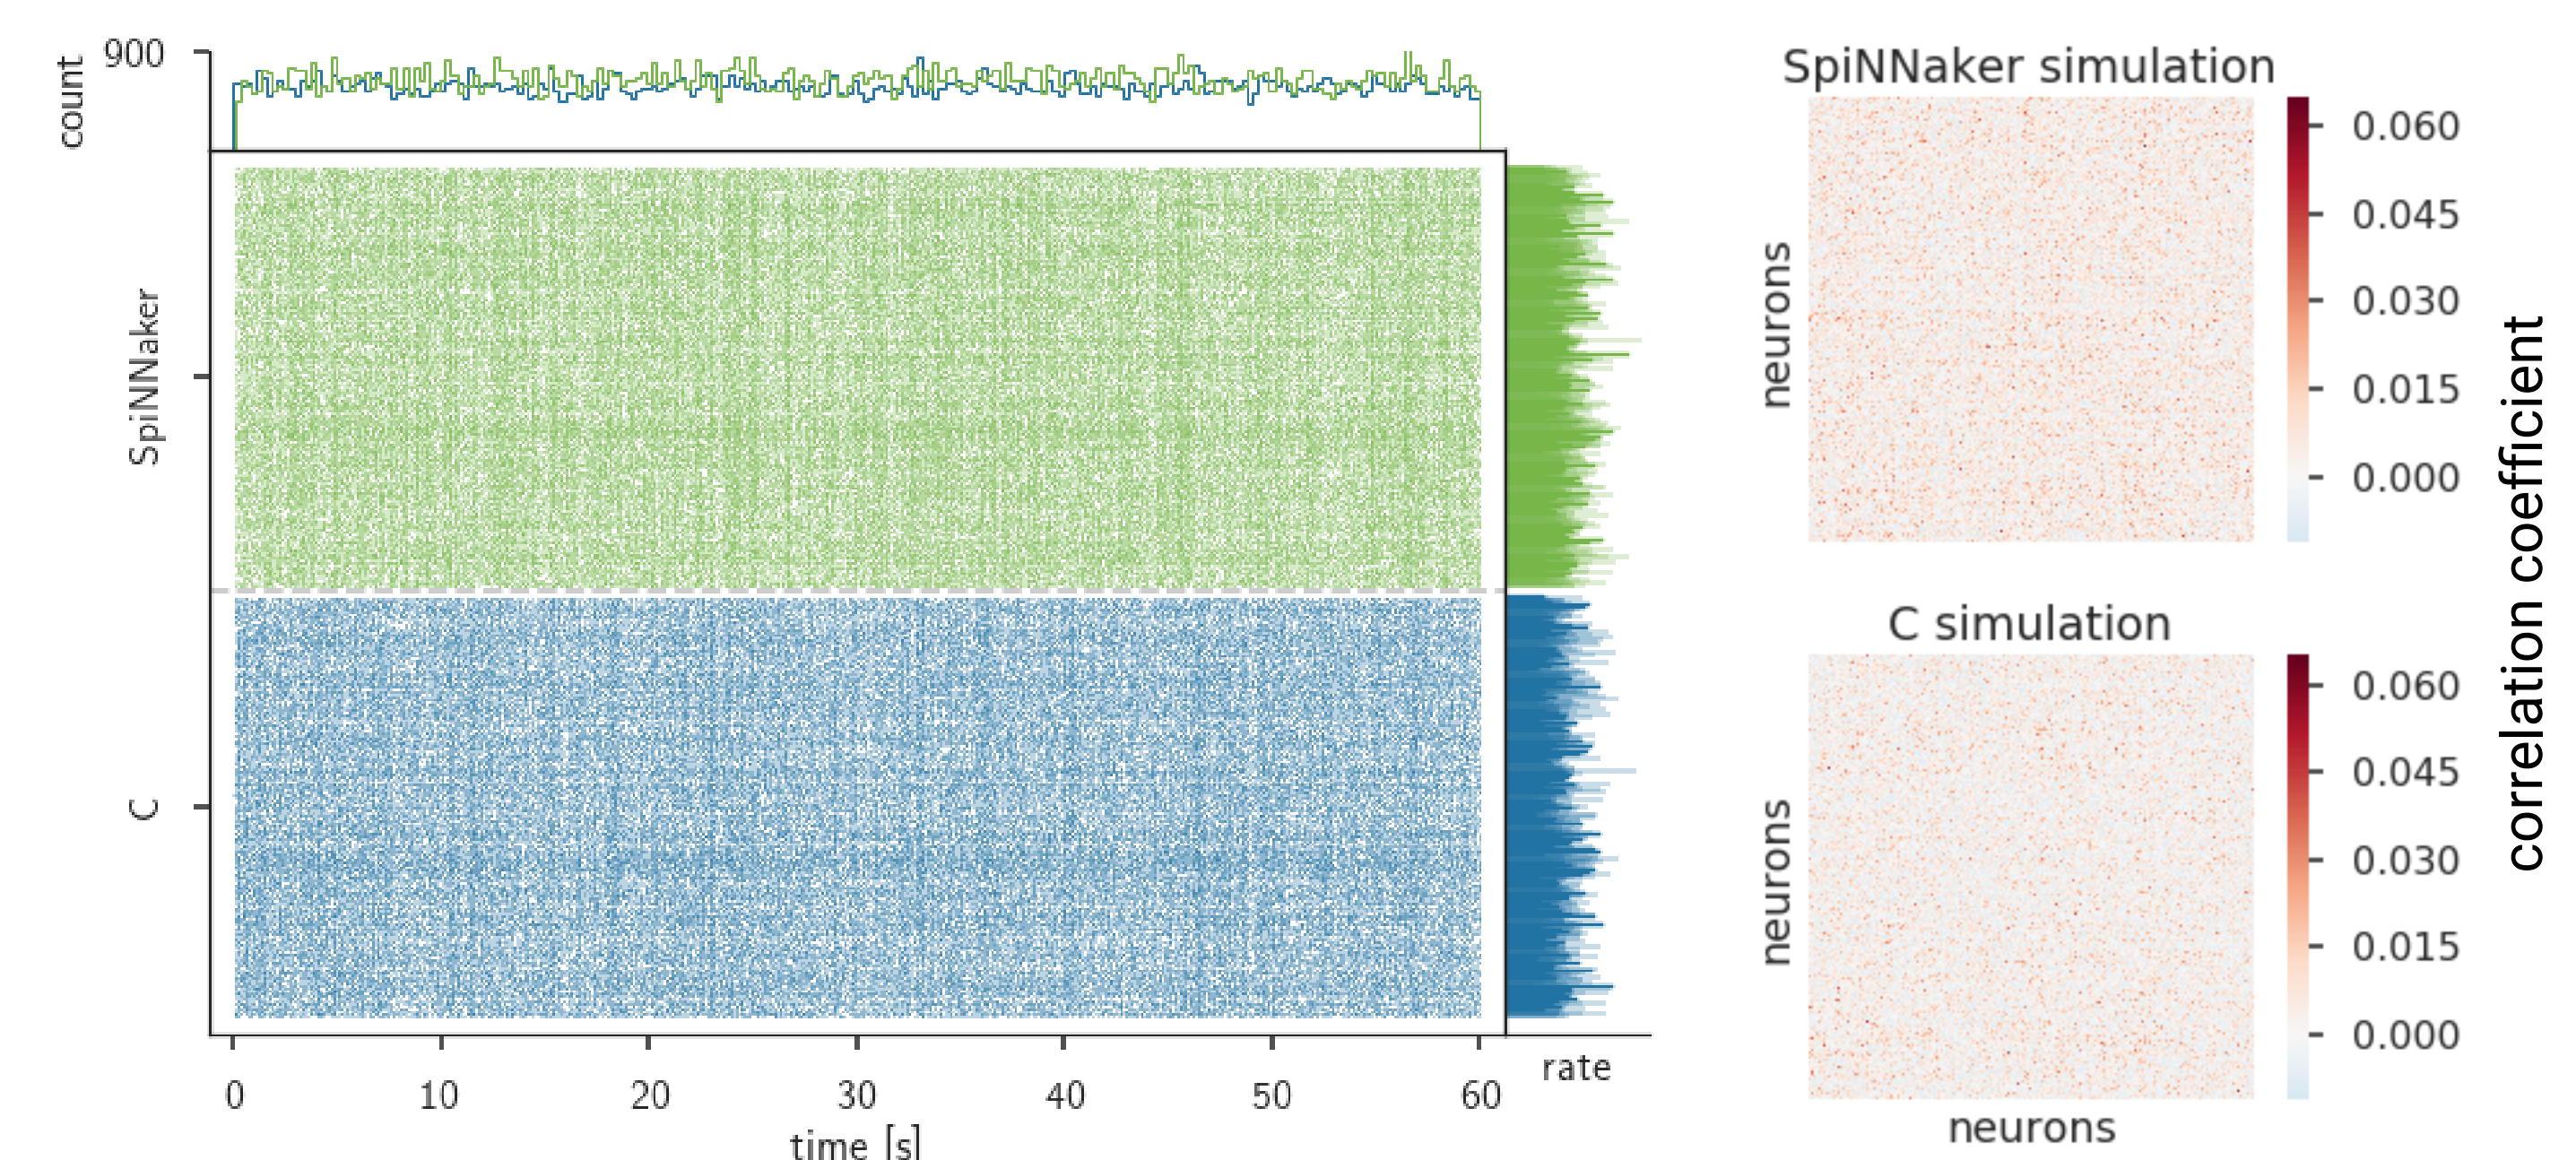 900
count
SpiNNaker
C
0 10 20 30 40 50 60
rate
time [s]
SpiNNaker simulation
neurons
0.060
0.045
0.030
0.015
0.000
C simulation
neurons
0.060
0.045
0.030
0.015
0.000
neurons
correlation coefficient